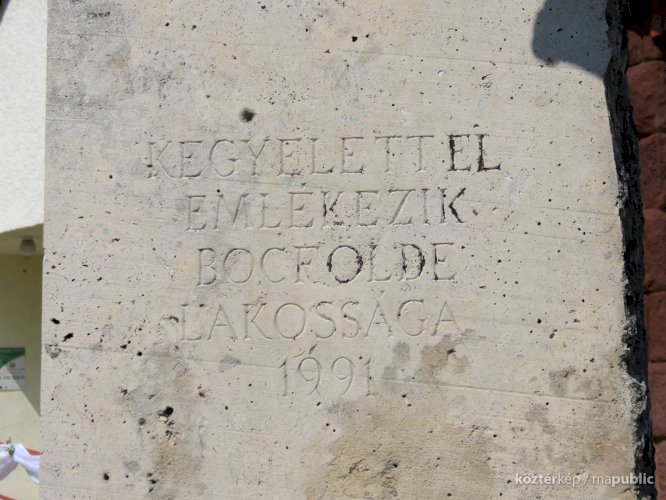 KEGYELETTEL
EMLÉKEZIK
BOCFÖLDE
LAKOSSÁGA
1991
köztérkép / mapublic